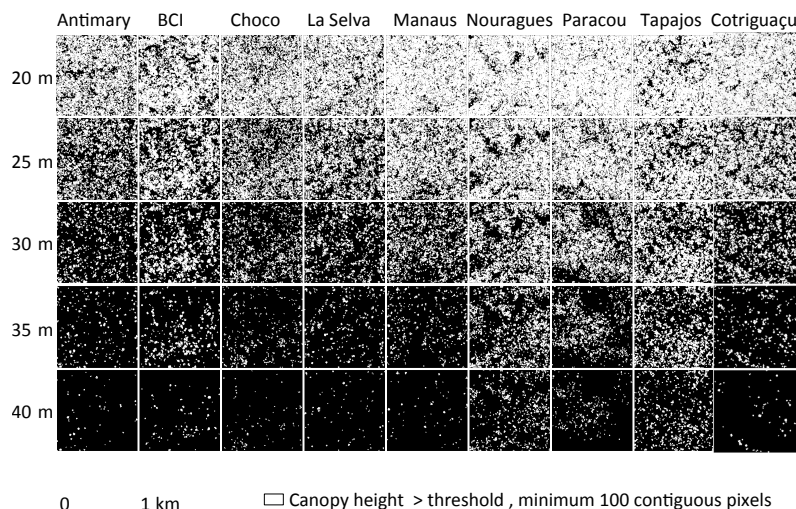 Antimary BCI Choco La Selva Manaus Nouragues Paracou Tapajos Cotriguaçu
20 m
25 m
30 m
35 m
40 m
0 1 km Canopy height > threshold , minimum 100 contiguous pixels